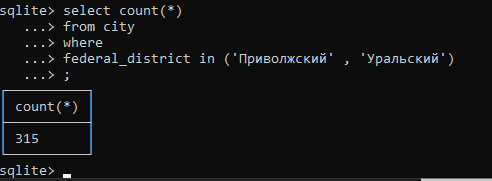 sqlite> select count(*)
...> from city
...> where
...> federal_district in ('Приволжский' , 'Уральский')
...> ;
count(*)
315
sqlite>